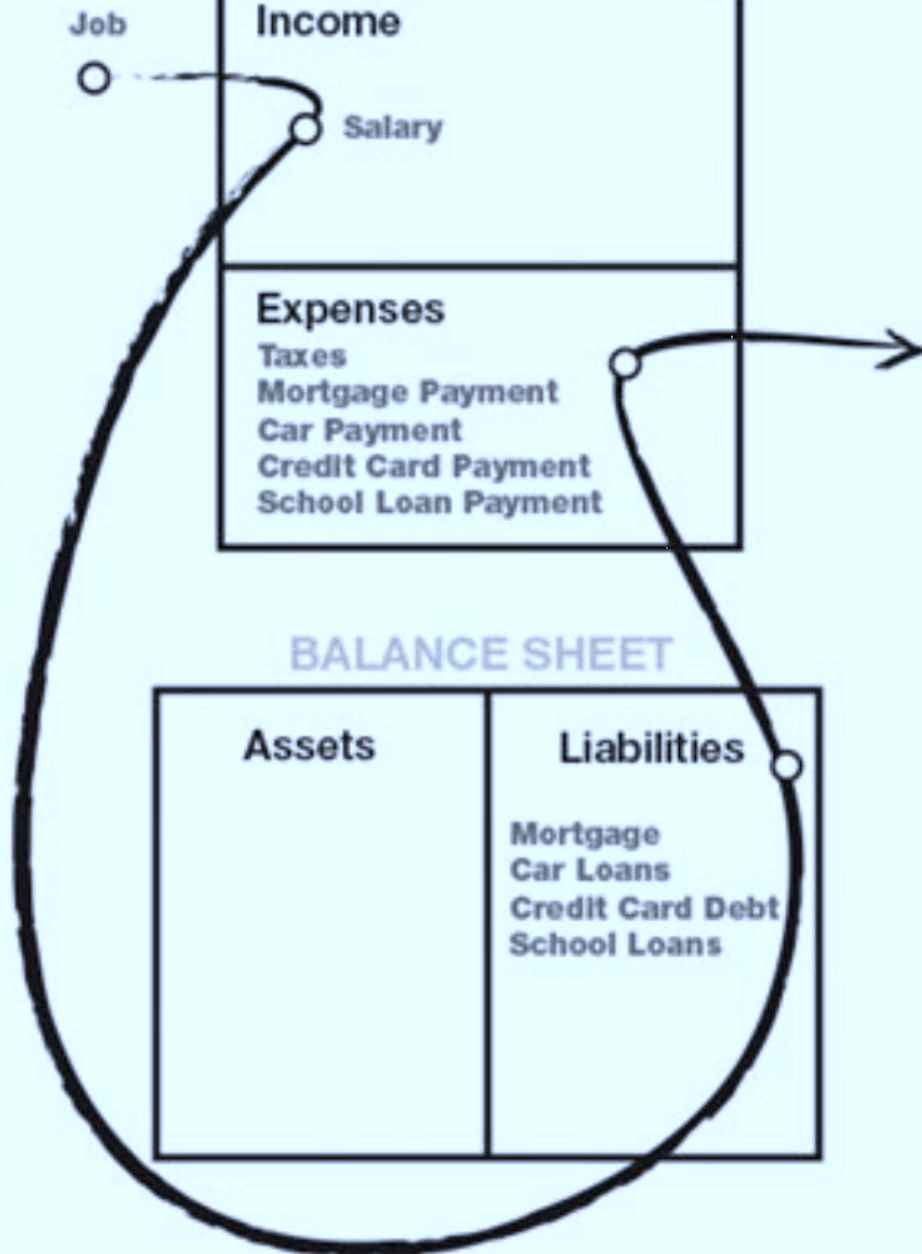 Job
Income
Salary
Expenses
Taxes
Mortgage Payment
Car Payment
Credit Card Payment
School Loan Payment
BALANCE SHEET
Assets
Liabilities
Mortgage
Car Loans
Credit Card Debt
School Loans